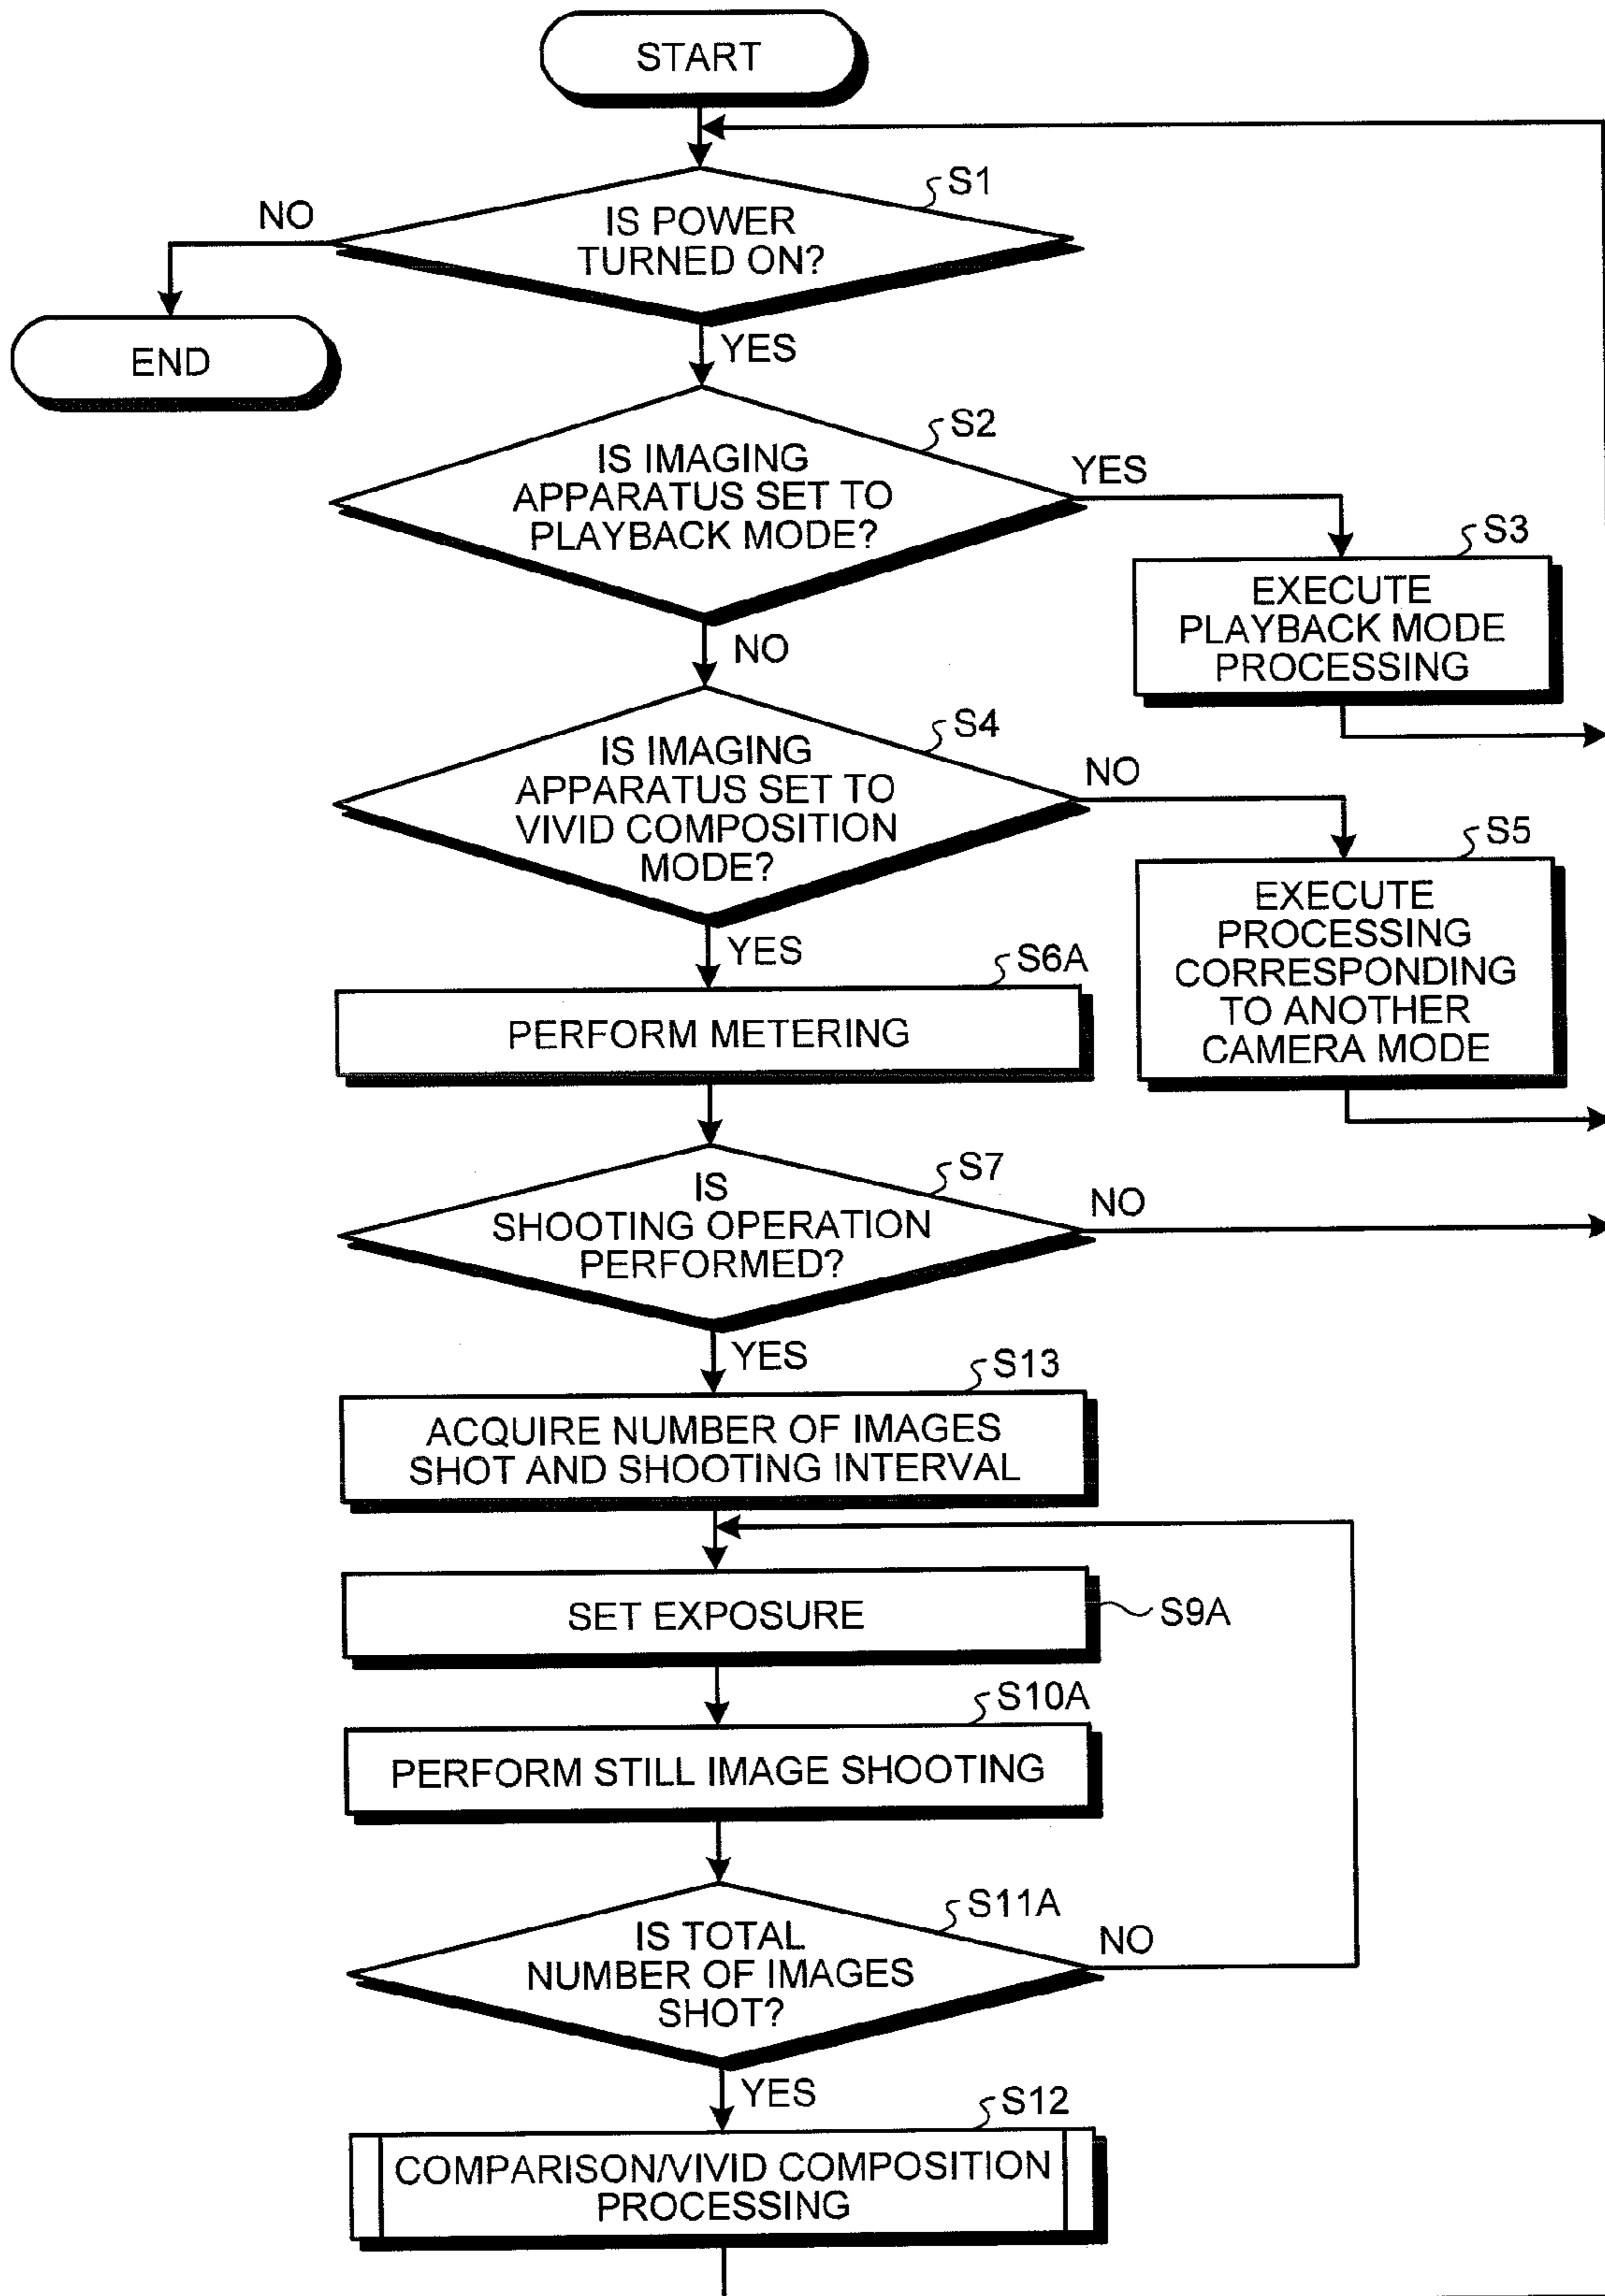 START
S1
NO
IS POWER
TURNED ON?
END
YES
S2
IS IMAGING
APPARATUS SET TO
PLAYBACK MODE?
YES
S3
EXECUTE
PLAYBACK MODE
PROCESSING
NO
S4
IS IMAGING
APPARATUS SET TO
VIVID COMPOSITION
MODE?
NO
S5
EXECUTE
PROCESSING
CORRESPONDING
TO ANOTHER
CAMERA MODE
YES
S6A
PERFORM METERING
S7
IS
SHOOTING OPERATION
PERFORMED?
NO
YES
S13
ACQUIRE NUMBER OF IMAGES
SHOT AND SHOOTING INTERVAL
SET EXPOSURE
S9A
S10A
PERFORM STILL IMAGE SHOOTING
S11A
IS TOTAL
NUMBER OF IMAGES
SHOT?
NO
YES
S12
COMPARISON/VIVID COMPOSITION
PROCESSING